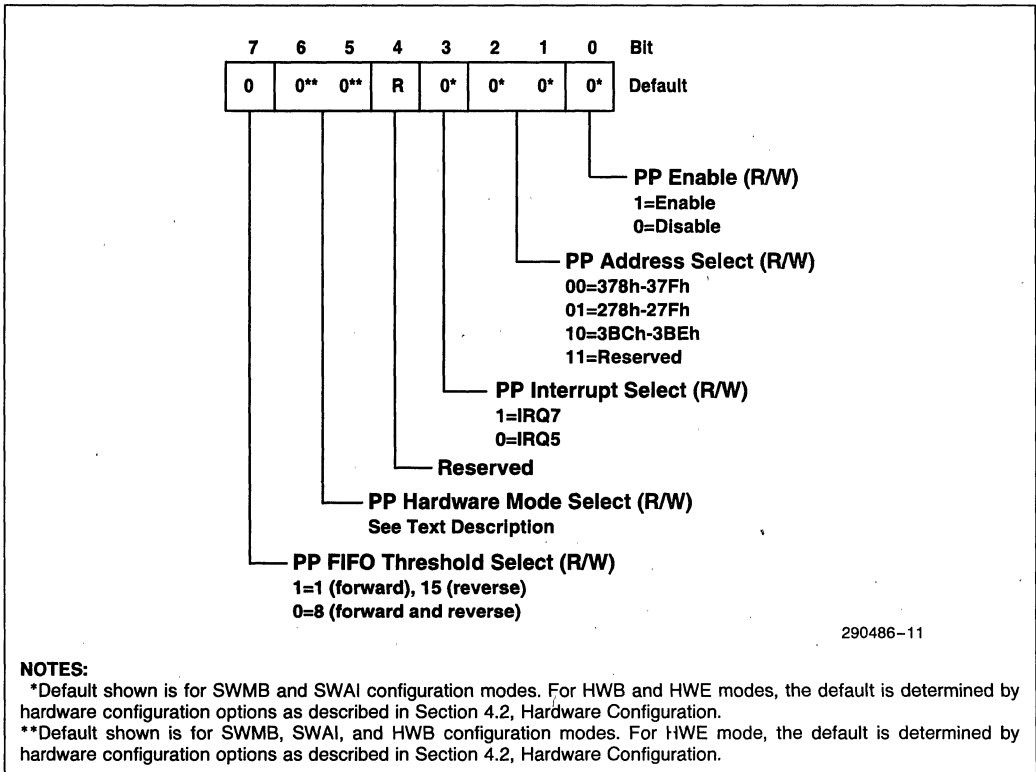 7 6 5 4 3 2 1 0 Bit
0 0** 0** R 0* 0* 0* 0* Default
PP Enable (R/W)
1=Enable
0=Disable
PP Address Select (R/W)
00=378h-37Fh
01=278h-27Fh
10=3BCh-3BEh
11=Reserved
PP Interrupt Select (R/W)
1=IRQ7
0=IRQ5
Reserved
PP Hardware Mode Select (R/W)
See Text Description
PP FIFO Threshold Select (R/W)
1=1 (forward), 15 (reverse)
0=8 (forward and reverse)
290486-11
NOTES:
*Default shown is for SWMB and SWAI configuration modes. For HWB and HWE modes, the default is determined by
hardware configuration options as described in Section 4.2, Hardware Configuration.
**Default shown is for SWMB, SWAI, and HWB configuration modes. For HWE mode, the default is determined by
hardware configuration options as described in Section 4.2, Hardware Configuration.